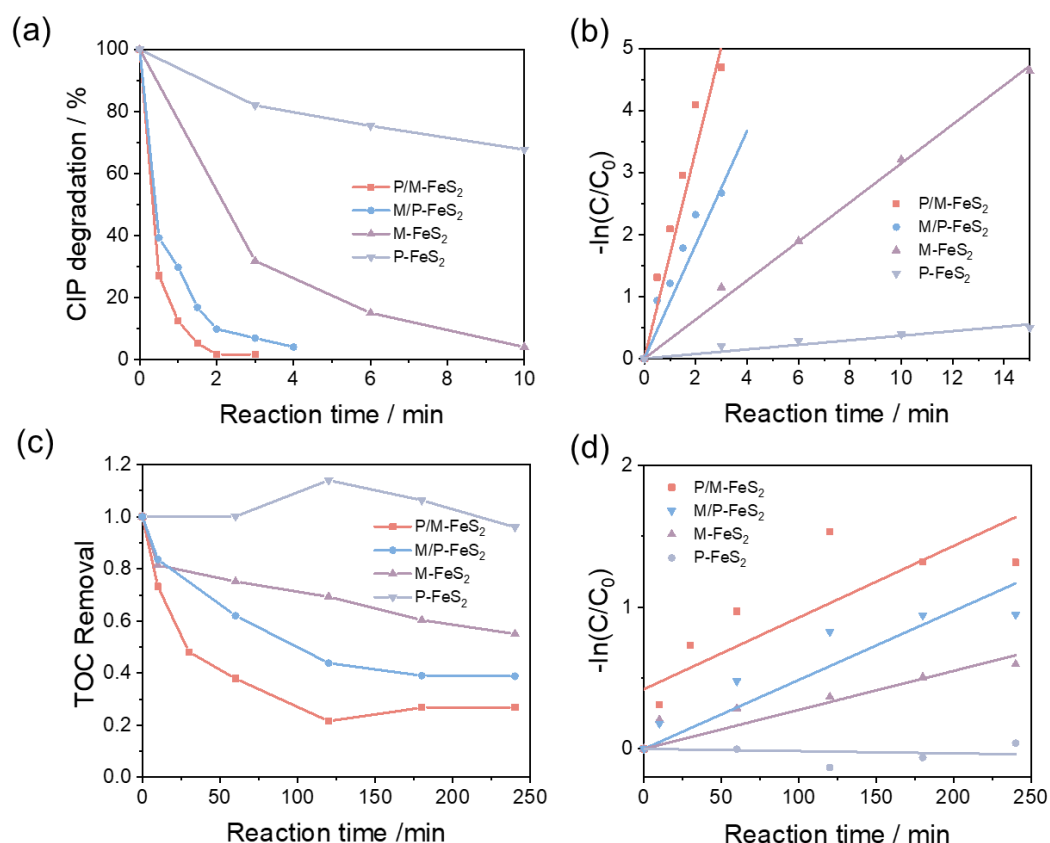 (a)
CIP degradation / %
100
80
60
40
20
0
P/M-FeS2
M/P-FeS2
M-FeS2
P-FeS2
0 2 4 6 8 10
Reaction time / min
(b)
-ln(C/C0)
5
4
3
2
1
0
P/M-FeS2
M/P-FeS2
M-FeS2
P-FeS2
0 2 4 6 8 10 12 14
Reaction time / min
(c)
TOC Removal
1.2
1.0
0.8
0.6
0.4
0.2
0.0
P/M-FeS2
M/P-FeS2
M-FeS2
P-FeS2
0 50 100 150 200 250
Reaction time /min
(d)
-ln(C/C0)
2
1
0
P/M-FeS2
M/P-FeS2
M-FeS2
P-FeS2
0 50 100 150 200 250
Reaction time / min